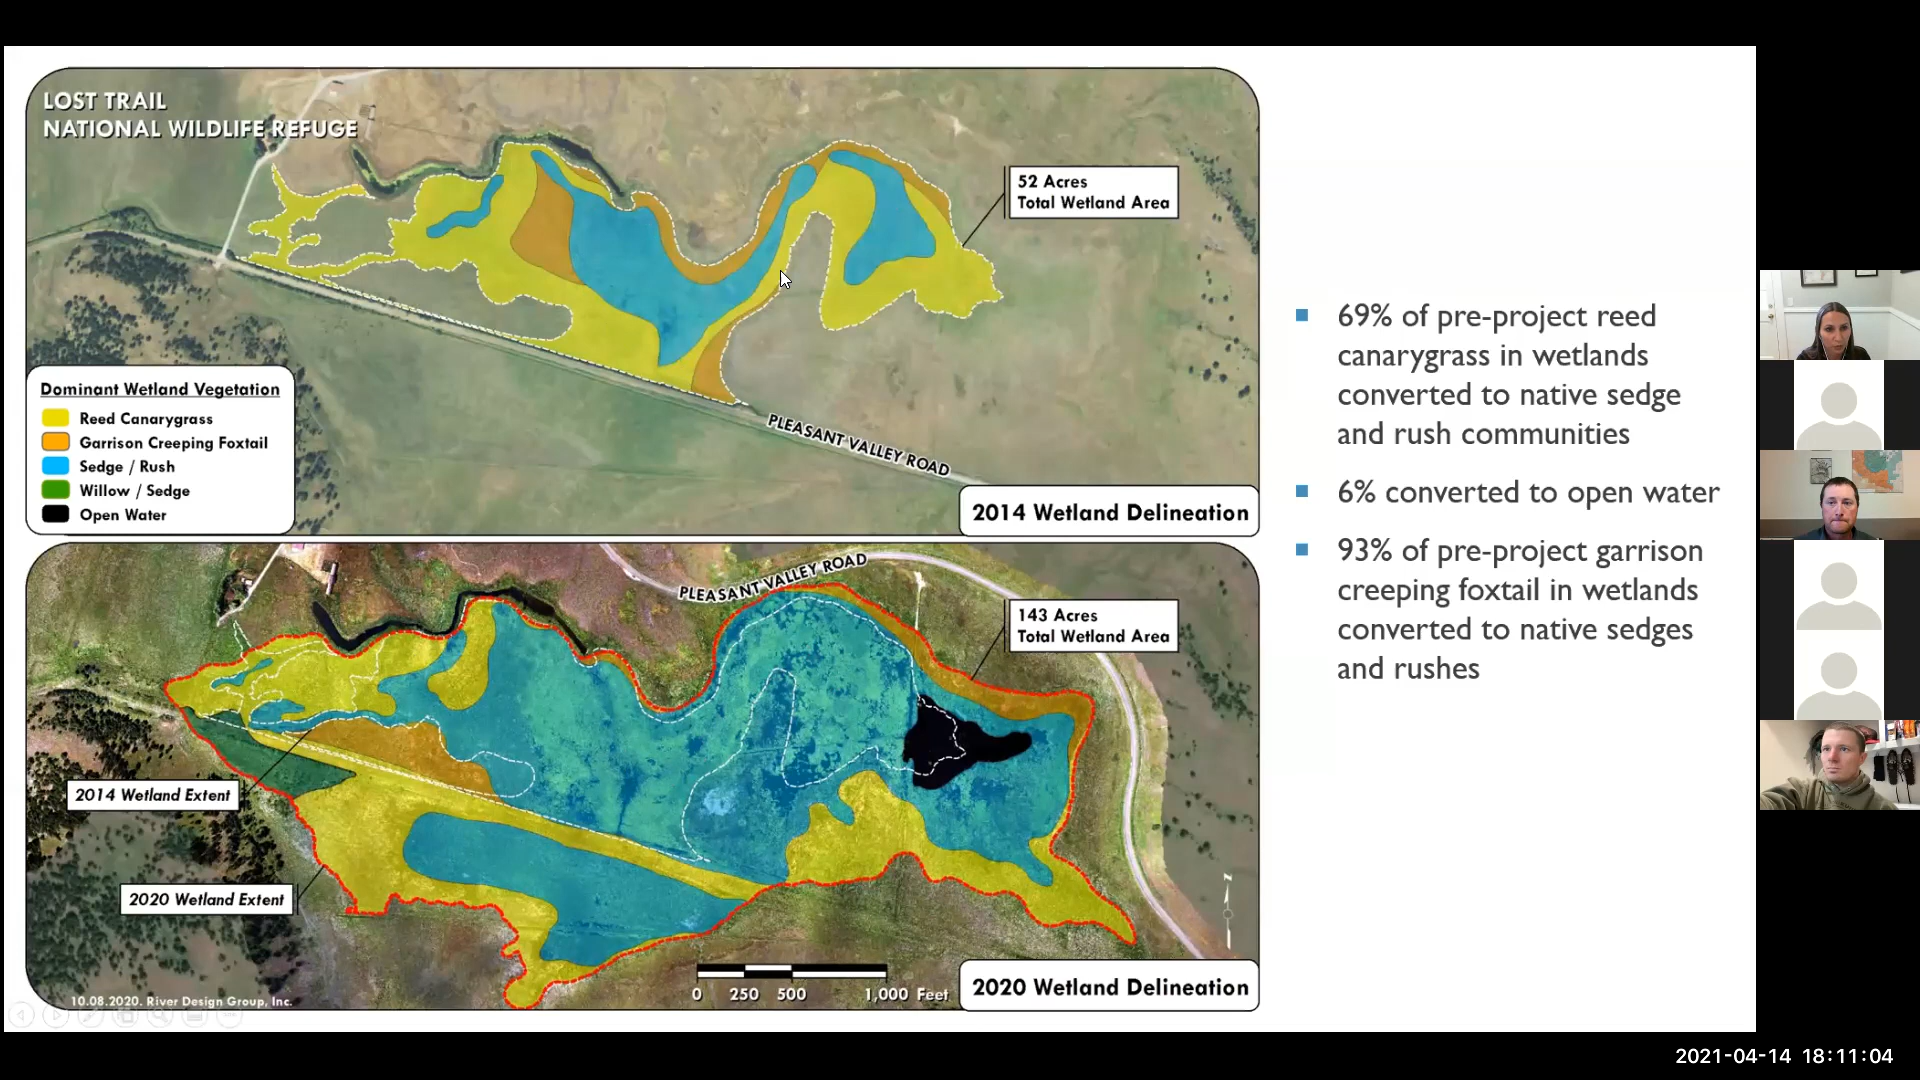 LOST TRAIL
NATIONAL WILDLIFE REFUGE
52 Acres
Total Wetland Area
Dominant Wetland Vegetation
Reed Canarygrass
Garrison Creeping Foxtail
Sedge / Rush
Willow / Sedge
Open Water
PLEASANT VALLEY ROAD
2014 Wetland Delineation
PLEASANT VALLEY ROAD
143 Acres
Total Wetland Area
2014 Wetland Extent
2020 Wetland Extent
N
10.08.2020. River Design Group, Inc.
0 250 500 1,000 Feet
2020 Wetland Delineation
69% of pre-project reed
canarygrass in wetlands
converted to native sedge
and rush communities
6% converted to open water
93% of pre-project garrison
creeping foxtail in wetlands
converted to native sedges
and rushes
2021-04-14 18:11:04